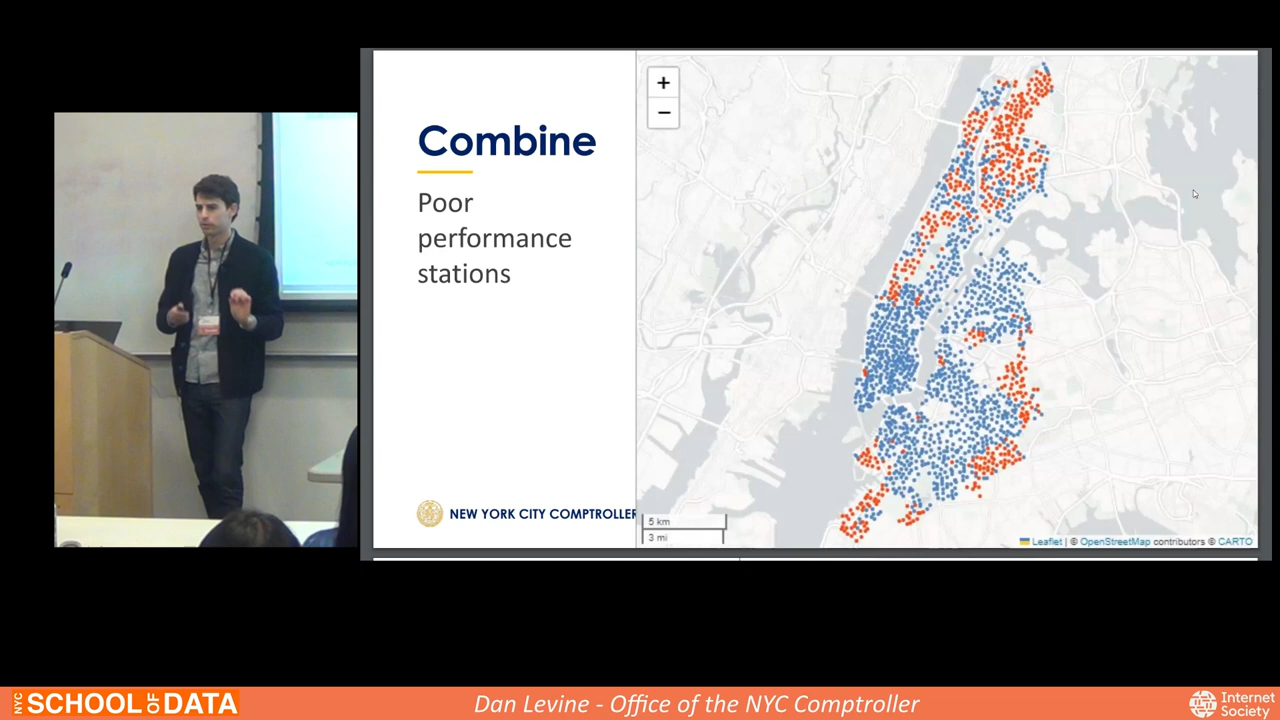 Combine
Poor
performance
stations
NEW YORK CITY COMPTROLLER
+
−
5 km
3 mi
Leaflet | © OpenStreetMap contributors © CARTO
NYC SCHOOL OF DATA
Dan Levine - Office of the NYC Comptroller
Internet
Society